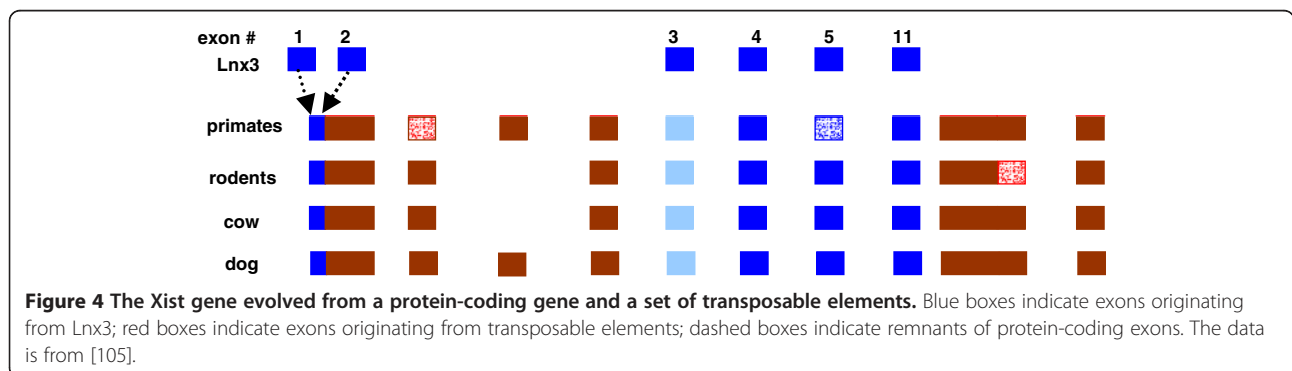 exon # 1 2 3 4 5 11
Lnx3
primates
rodents
cow
dog
Figure 4 The Xist gene evolved from a protein-coding gene and a set of transposable elements. Blue boxes indicate exons originating
from Lnx3; red boxes indicate exons originating from transposable elements; dashed boxes indicate remnants of protein-coding exons. The data
is from [105].